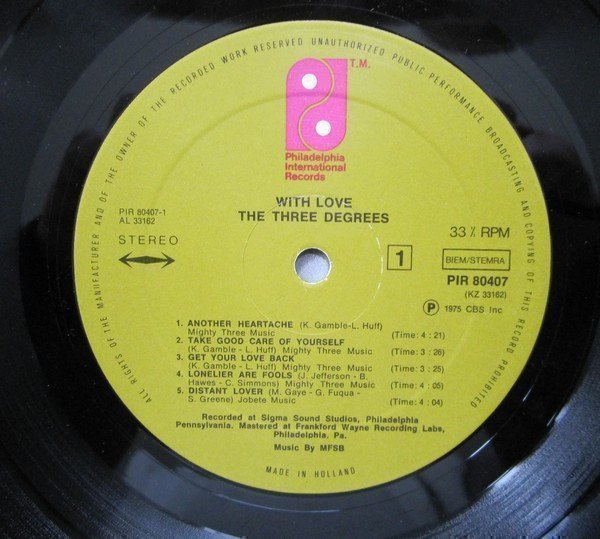 ALL RIGHTS OF THE MANUFACTURER AND OF THE OWNER OF THE RECORDED WORK RESERVED UNAUTHORIZED PUBLIC PERFORMANCE BROADCASTING AND COPYING OF THIS RECORD PROHIBITED
T.M.
Philadelphia
International
Records
WITH LOVE
THE THREE DEGREES
PIR 80407-1
AL 33162
STEREO
33⅓ RPM
1
BIEM/STEMRA
PIR 80407
(KZ 33162)
Ⓟ 1975 CBS Inc
1. ANOTHER HEARTACHE (K. Gamble-L. Huff)
Mighty Three Music (Time: 4 : 21)
2. TAKE GOOD CARE OF YOURSELF
(K. Gamble - L. Huff) Mighty Three Music (Time: 3 : 26)
3. GET YOUR LOVE BACK
(K. Gamble - L. Huff) Mighty Three Music (Time: 3 : 25)
4. LONELIER ARE FOOLS (J. Jefferson - B.
Hawes - C. Simmons) Mighty Three Music (Time: 4 : 05)
5. DISTANT LOVER (M. Gaye - G. Fuqua -
S. Greene) Jobete Music (Time: 4 : 04)
Recorded at Sigma Sound Studios, Philadelphia
Pennsylvania. Mastered at Frankford Wayne Recording Labs,
Philadelphia, Pa.
Music By MFSB
MADE IN HOLLAND